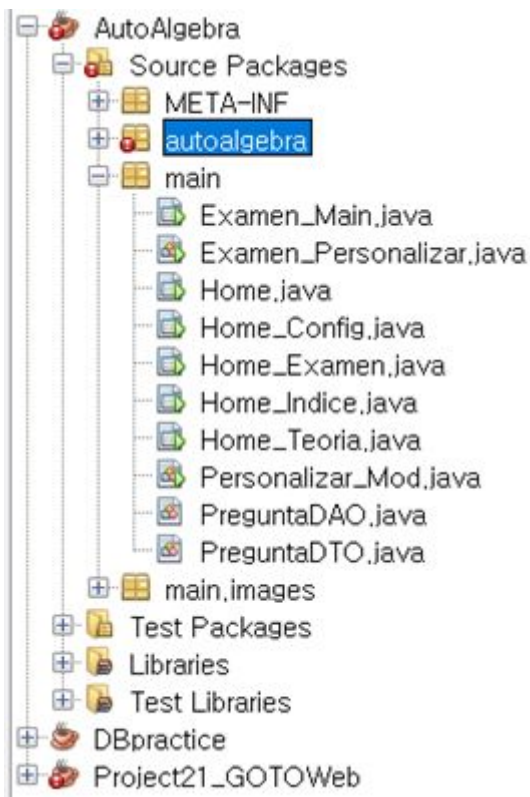 AutoAlgebra
Source Packages
META-INF
autoalgebra
main
Examen_Main.java
Examen_Personalizar.java
Home.java
Home_Config.java
Home_Examen.java
Home_Indice.java
Home_Teoria.java
Personalizar_Mod.java
PreguntaDAO.java
PreguntaDTO.java
main.images
Test Packages
Libraries
Test Libraries
DBpractice
Project21_GOTOWeb